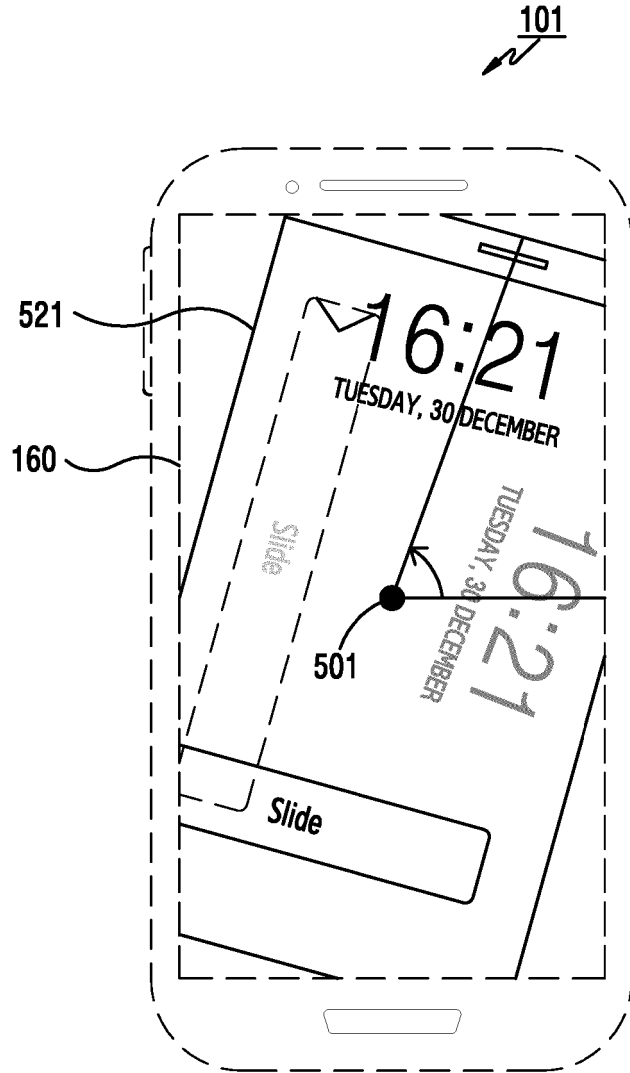 101
521
16:21
TUESDAY, 30 DECEMBER
160
Slide
16:21
TUESDAY, 30 DECEMBER
501
Slide